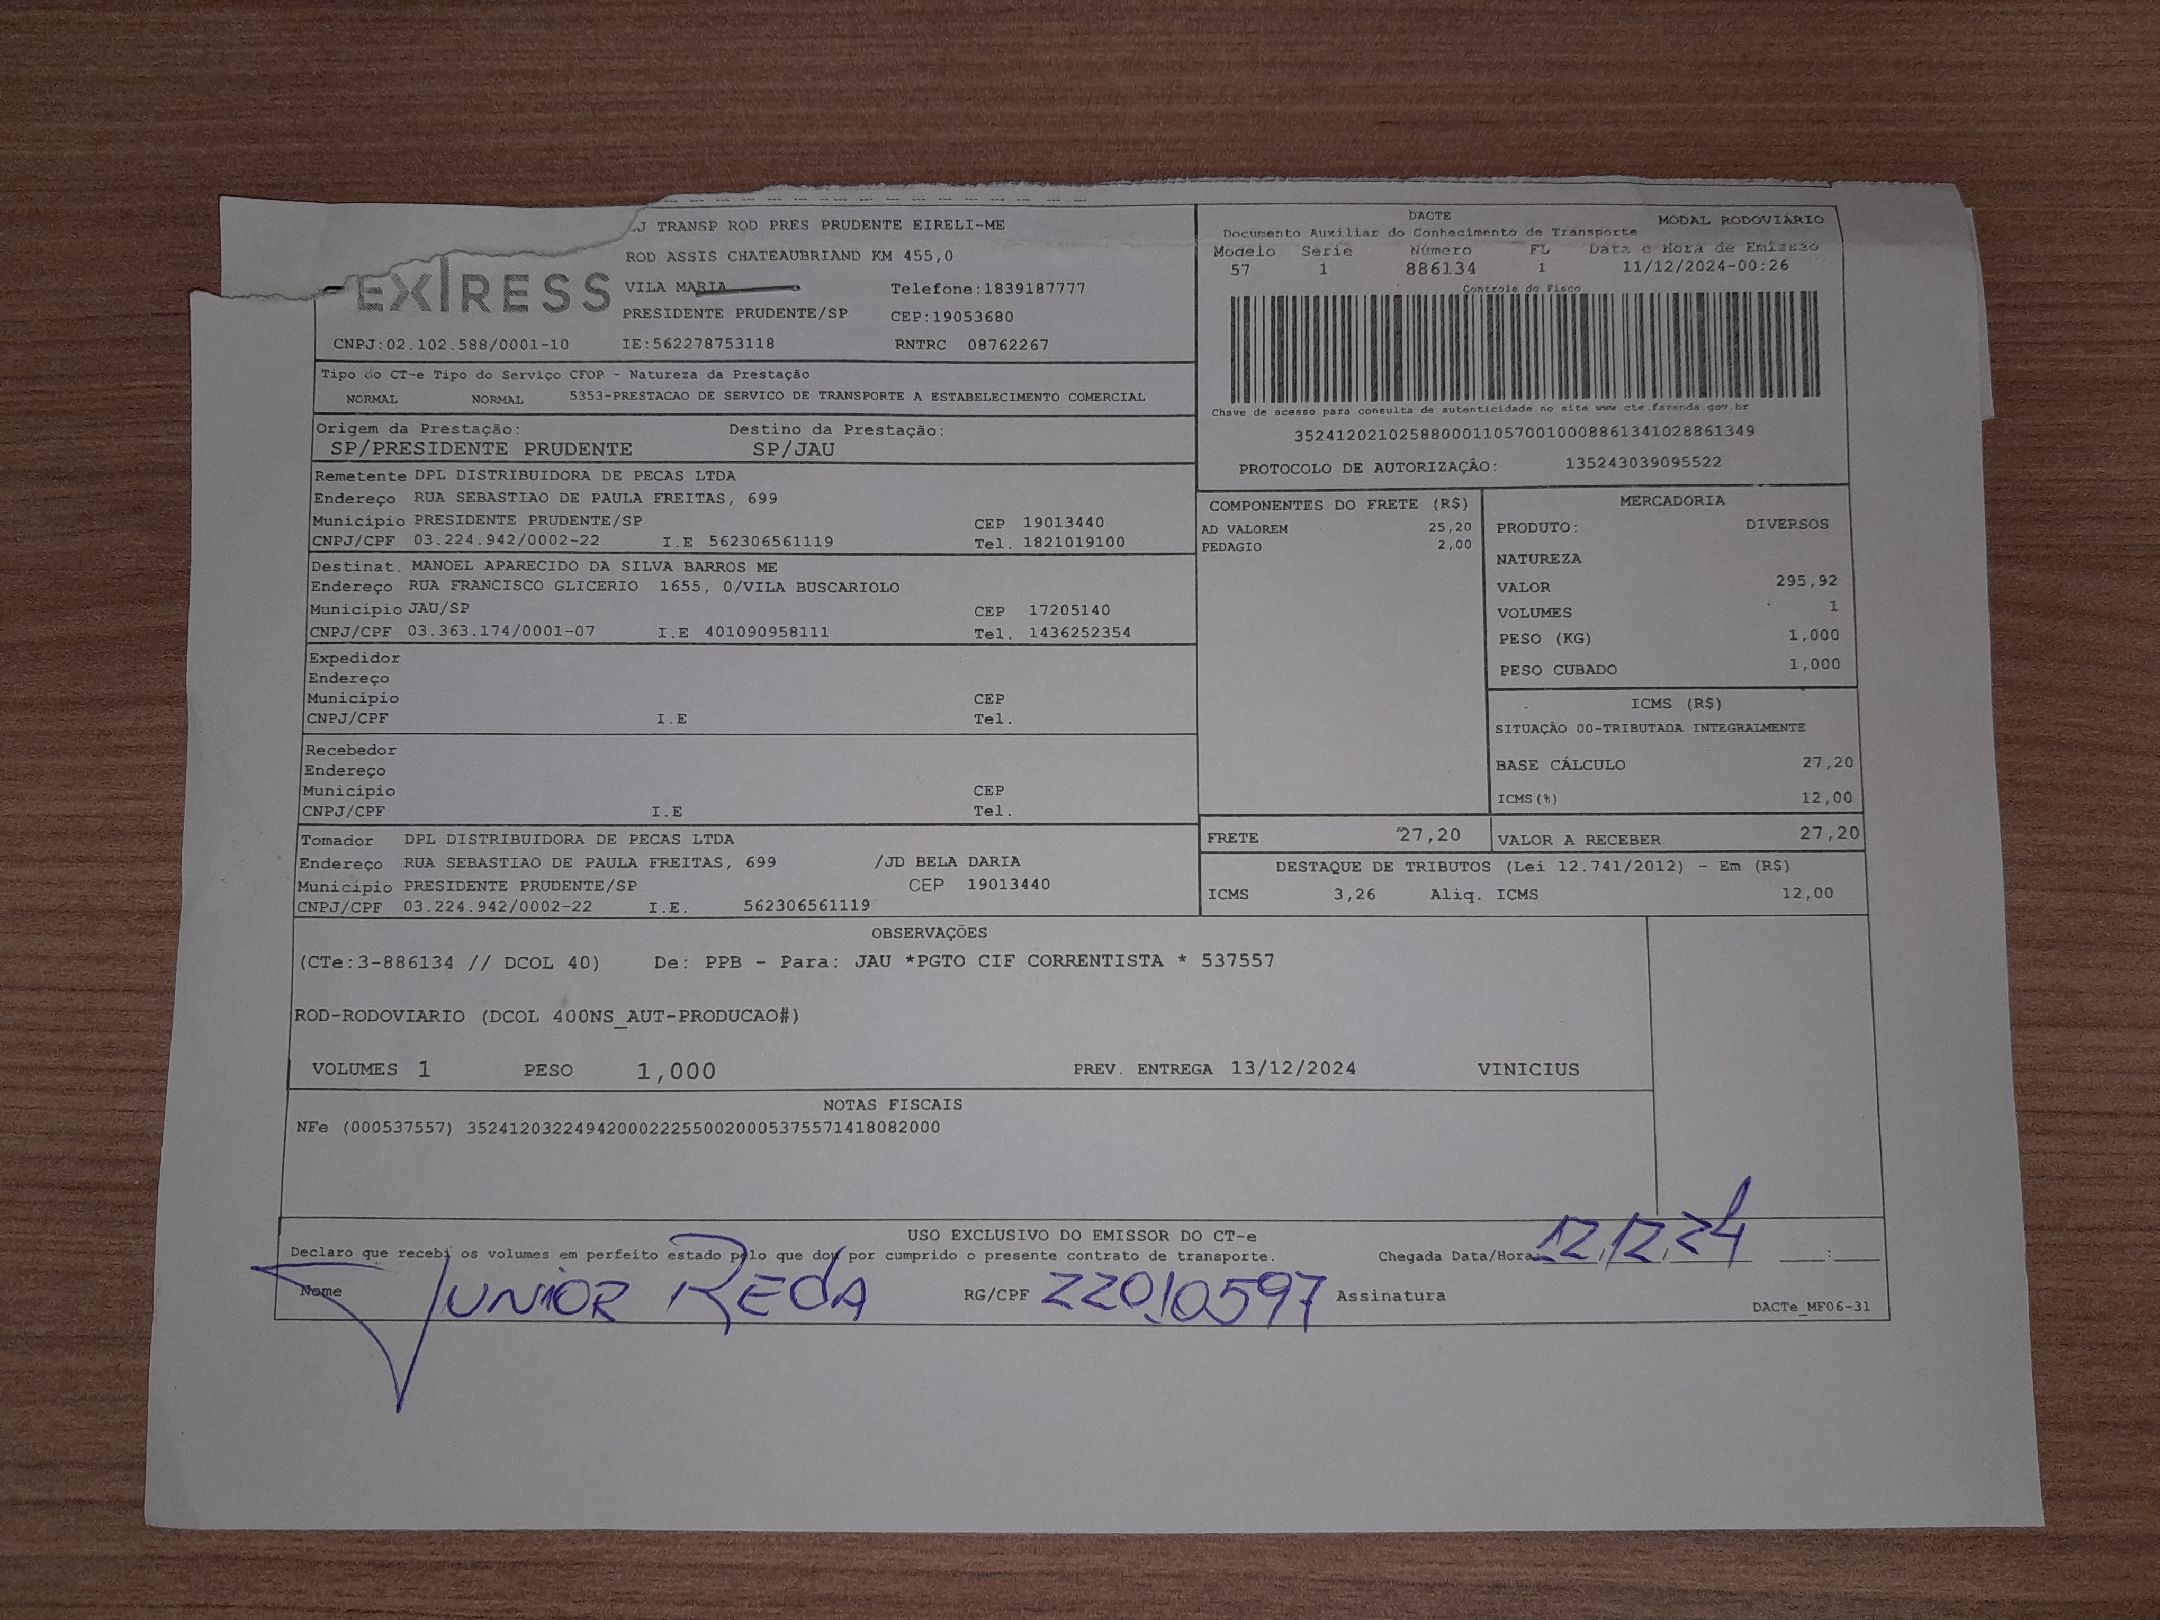 LJ TRANSP ROD PRES PRUDENTE EIRELI-ME
ROD ASSIS CHATEAUBRIAND KM 455,0
EXPRESS
VILA MARIA Telefone:1839187777
PRESIDENTE PRUDENTE/SP CEP:19053680
CNPJ:02.102.588/0001-10 IE:562278753118 RNTRC 08762267
DACTE MODAL RODOVIÁRIO
Documento Auxiliar do Conhecimento de Transporte
Modelo Serie Número FL Data e Hora de Emissão
57 1 886134 1 11/12/2024-00:26
Controle do Fisco
Chave de acesso para consulta de autenticidade no site www.cte.fazenda.gov.br
35241202102588000110570010008861341028861349
PROTOCOLO DE AUTORIZAÇÃO: 135243039095522
Tipo do CT-e Tipo do Serviço CFOP - Natureza da Prestação
NORMAL NORMAL 5353-PRESTACAO DE SERVICO DE TRANSPORTE A ESTABELECIMENTO COMERCIAL
Origem da Prestação: Destino da Prestação:
SP/PRESIDENTE PRUDENTE SP/JAU
Remetente DPL DISTRIBUIDORA DE PECAS LTDA
Endereço RUA SEBASTIAO DE PAULA FREITAS, 699
Município PRESIDENTE PRUDENTE/SP CEP 19013440
CNPJ/CPF 03.224.942/0002-22 I.E 562306561119 Tel. 1821019100
Destinat. MANOEL APARECIDO DA SILVA BARROS ME
Endereço RUA FRANCISCO GLICERIO 1655, 0/VILA BUSCARIOLO
Município JAU/SP CEP 17205140
CNPJ/CPF 03.363.174/0001-07 I.E 401090958111 Tel. 1436252354
Expedidor
Endereço
Município CEP
CNPJ/CPF I.E Tel.
Recebedor
Endereço
Município CEP
CNPJ/CPF I.E Tel.
Tomador DPL DISTRIBUIDORA DE PECAS LTDA
Endereço RUA SEBASTIAO DE PAULA FREITAS, 699 /JD BELA DARIA
Municipio PRESIDENTE PRUDENTE/SP CEP 19013440
CNPJ/CPF 03.224.942/0002-22 I.E. 562306561119
COMPONENTES DO FRETE (R$)
AD VALOREM 25,20
PEDAGIO 2,00
MERCADORIA
PRODUTO: DIVERSOS
NATUREZA
VALOR 295,92
VOLUMES 1
PESO (KG) 1,000
PESO CUBADO 1,000
ICMS (R$)
SITUAÇÃO 00-TRIBUTADA INTEGRALMENTE
BASE CÁLCULO 27,20
ICMS(%) 12,00
FRETE 27,20 VALOR A RECEBER 27,20
DESTAQUE DE TRIBUTOS (Lei 12.741/2012) - Em (R$)
ICMS 3,26 Aliq. ICMS 12,00
OBSERVAÇÕES
(CTe:3-886134 // DCOL 40) De: PPB - Para: JAU *PGTO CIF CORRENTISTA * 537557
ROD-RODOVIARIO (DCOL 400NS_AUT-PRODUCAO#)
VOLUMES 1 PESO 1,000 PREV. ENTREGA 13/12/2024 VINICIUS
NOTAS FISCAIS
NFe (000537557) 35241203224942000222550020005375571418082000
USO EXCLUSIVO DO EMISSOR DO CT-e
Declaro que recebi os volumes em perfeito estado pelo que dou por cumprido o presente contrato de transporte. Chegada Data/Hora: 12.12.24 :
Nome JUNIOR REDA RG/CPF 22010597 Assinatura
DACTe_MF06-31